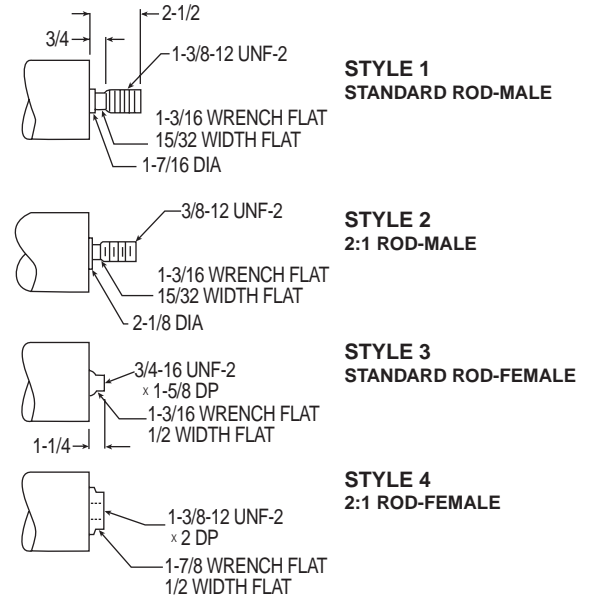 2-1/2
3/4
1-3/8-12 UNF-2
STYLE 1
STANDARD ROD-MALE
1-3/16 WRENCH FLAT
15/32 WIDTH FLAT
1-7/16 DIA
3/8-12 UNF-2
STYLE 2
2:1 ROD-MALE
1-3/16 WRENCH FLAT
15/32 WIDTH FLAT
2-1/8 DIA
STYLE 3
STANDARD ROD-FEMALE
3/4-16 UNF-2
x 1-5/8 DP
1-3/16 WRENCH FLAT
1/2 WIDTH FLAT
1-1/4
STYLE 4
2:1 ROD-FEMALE
1-3/8-12 UNF-2
x 2 DP
1-7/8 WRENCH FLAT
1/2 WIDTH FLAT